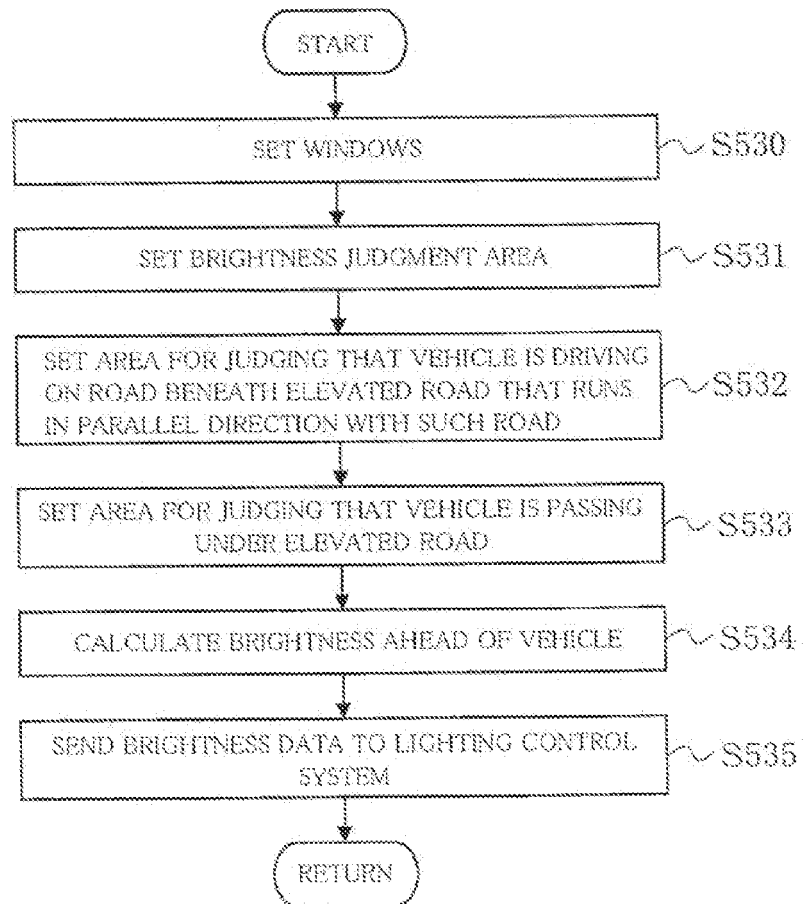 START
SET WINDOWS
S530
SET BRIGHTNESS JUDGMENT AREA
S531
SET AREA FOR JUDGING THAT VEHICLE IS DRIVING
ON ROAD BENEATH ELEVATED ROAD THAT RUNS
IN PARALLEL DIRECTION WITH SUCH ROAD
S532
SET AREA FOR JUDGING THAT VEHICLE IS PASSING
UNDER ELEVATED ROAD
S533
CALCULATE BRIGHTNESS AHEAD OF VEHICLE
S534
SEND BRIGHTNESS DATA TO LIGHTING CONTROL
SYSTEM
S535
RETURN